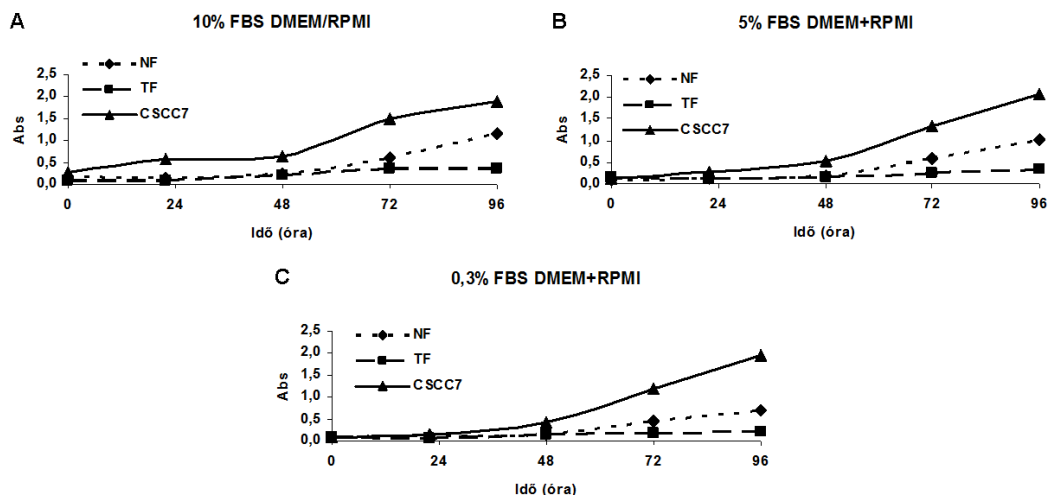 A
10% FBS DMEM/RPMI
NF
TF
CSCC7
2,5
2,0
1,5
1,0
0,5
0,0
Abs
0 24 48 72 96
Idő (óra)
B
5% FBS DMEM+RPMI
NF
TF
CSCC7
2,5
2,0
1,5
1,0
0,5
0,0
Abs
0 24 48 72 96
Idő (óra)
C
0,3% FBS DMEM+RPMI
NF
TF
CSCC7
2,5
2,0
1,5
1,0
0,5
0,0
Abs
0 24 48 72 96
Idő (óra)